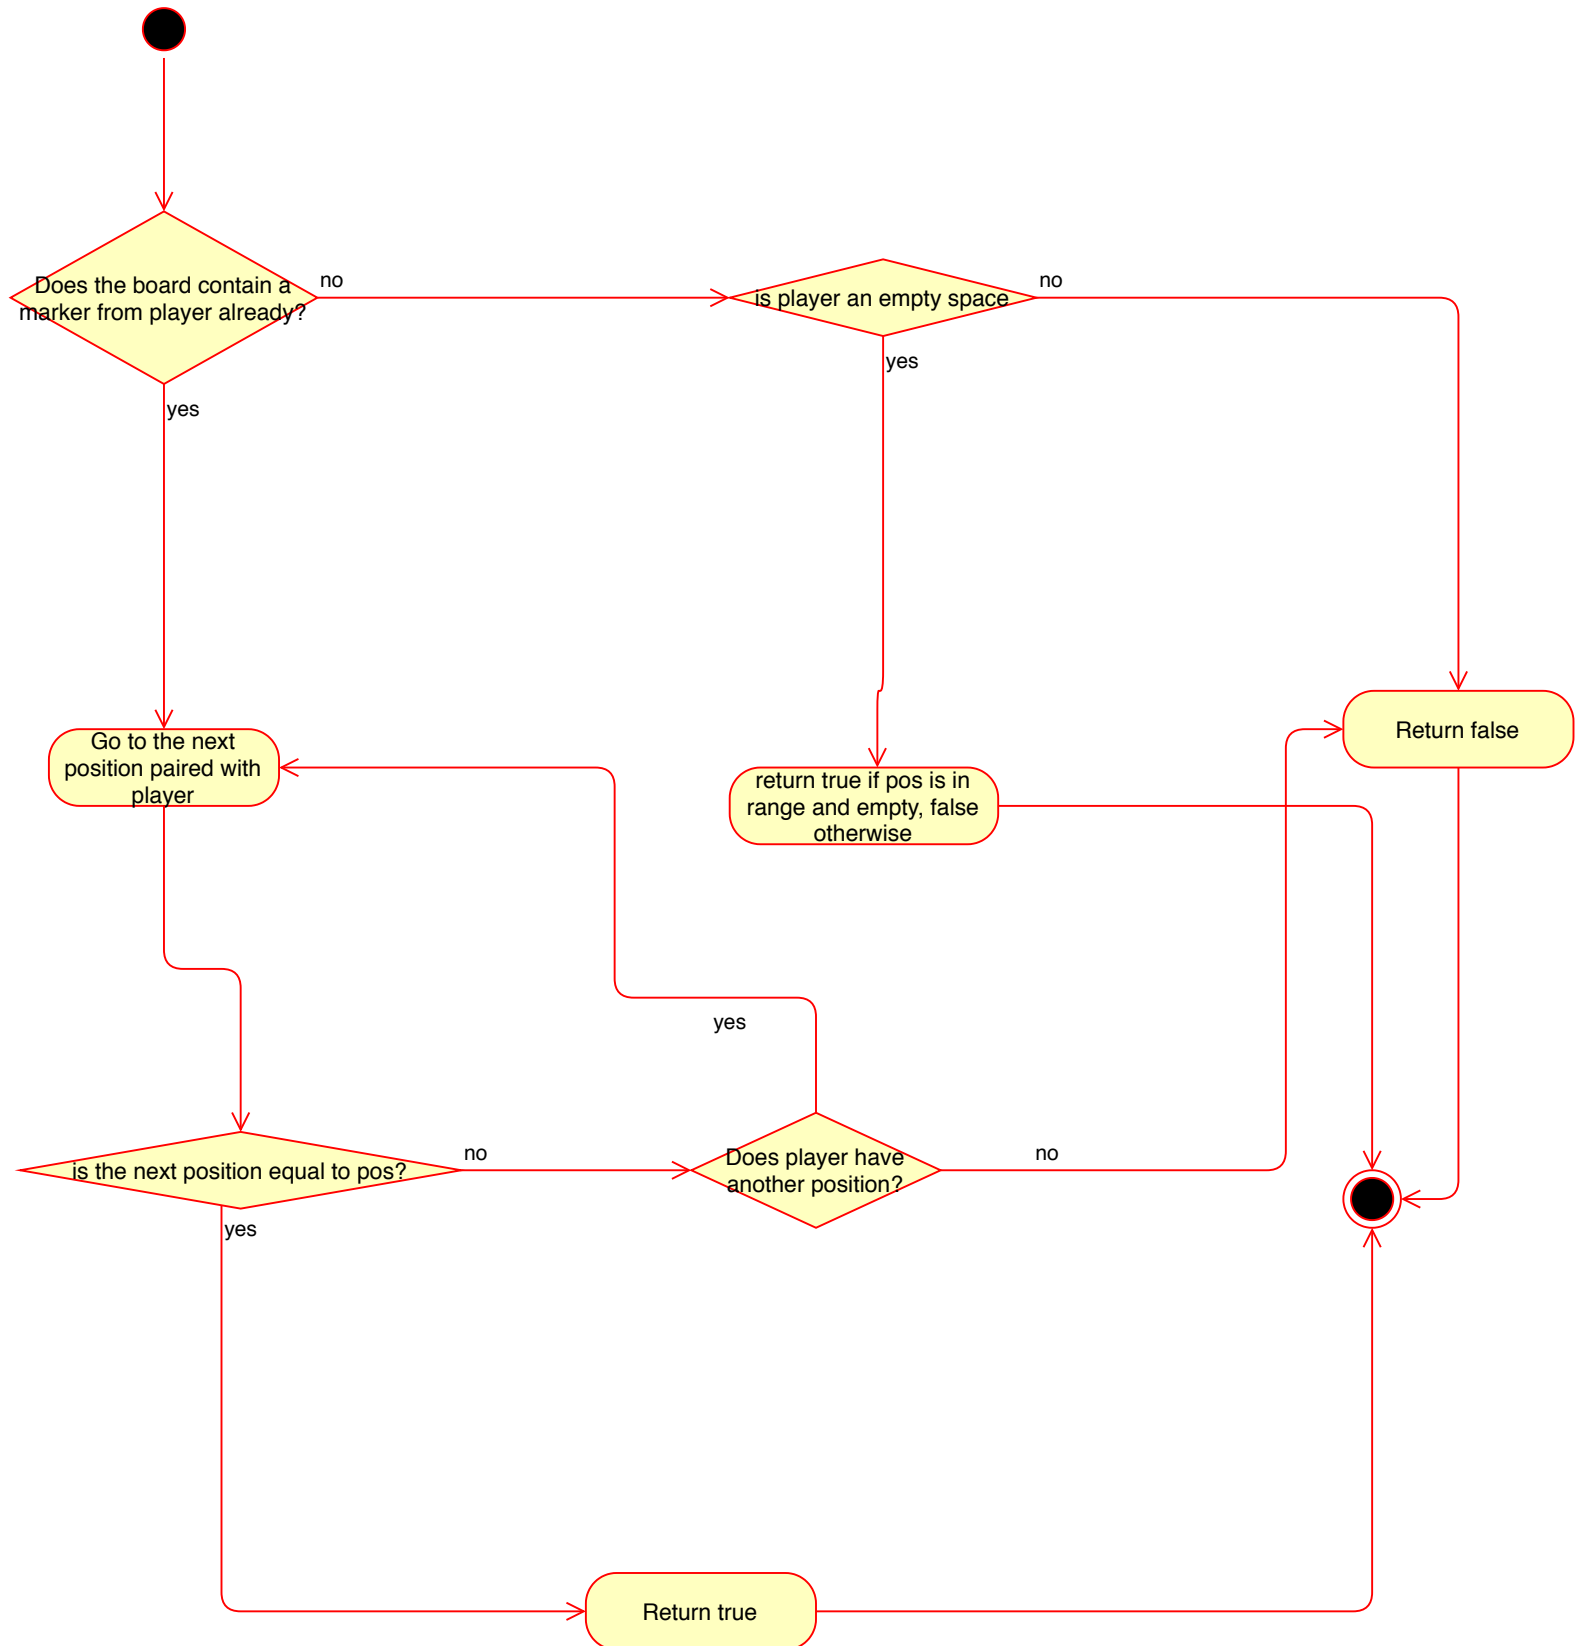 Does the board contain a
marker from player already?
no
is player an empty space
no
yes
yes
Go to the next
position paired with
player
return true if pos is in
range and empty, false
otherwise
Return false
yes
is the next position equal to pos?
no
Does player have
another position?
no
yes
Return true